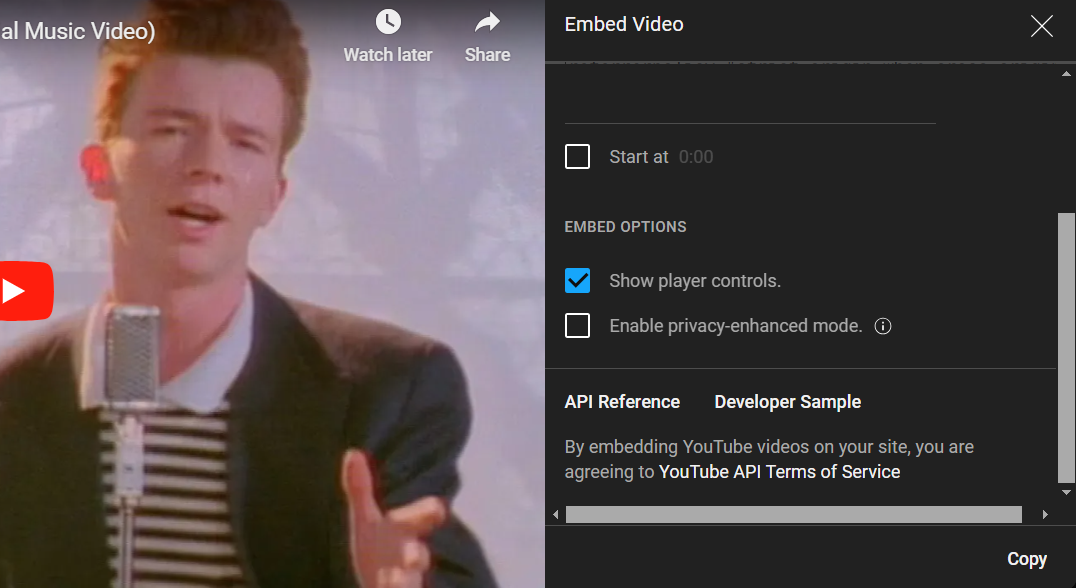 al Music Video)
Watch later
Share
Embed Video
Start at 0:00
EMBED OPTIONS
Show player controls.
Enable privacy-enhanced mode.
API Reference Developer Sample
By embedding YouTube videos on your site, you are
agreeing to YouTube API Terms of Service
Copy